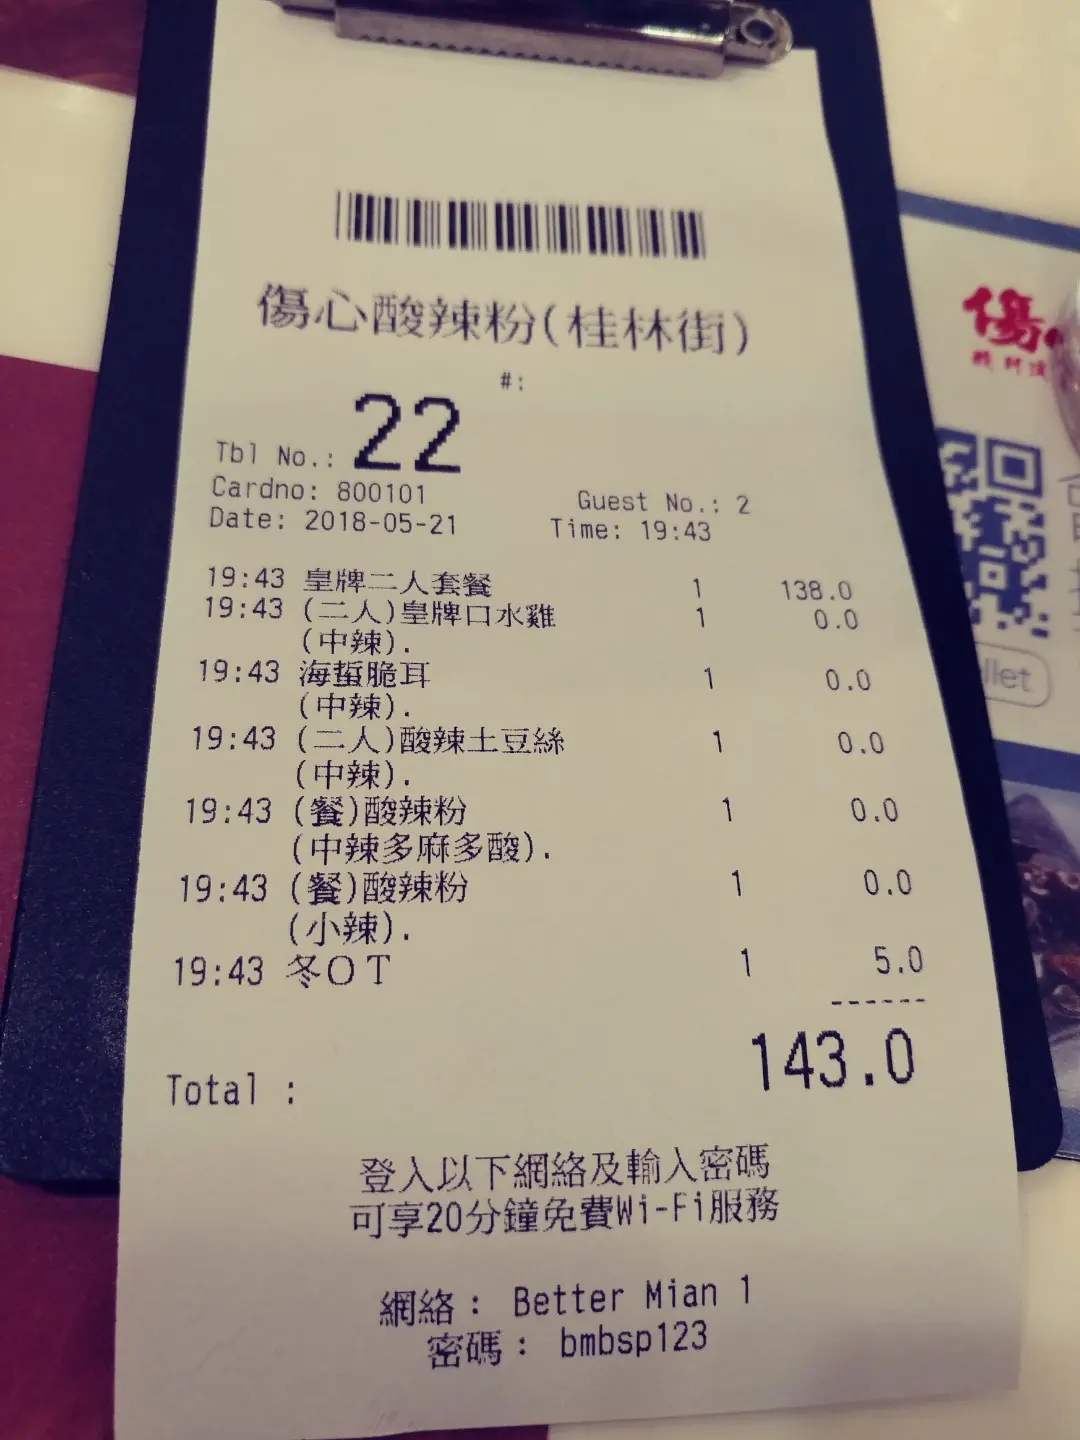 傷心酸辣粉(桂林街)
#:
Tbl No.: 22
Cardno: 800101 Guest No.: 2
Date: 2018-05-21 Time: 19:43
19:43 皇牌二人套餐 1 138.0
19:43 (二人)皇牌口水雞 1 0.0
(中辣).
19:43 海蜇脆耳 1 0.0
(中辣).
19:43 (二人)酸辣土豆絲 1 0.0
(中辣).
19:43 (餐)酸辣粉 1 0.0
(中辣多麻多酸).
19:43 (餐)酸辣粉 1 0.0
(小辣).
19:43 冬OT 1 5.0
------
Total : 143.0
登入以下網絡及輸入密碼
可享20分鐘免費Wi-Fi服務
網絡: Better Mian 1
密碼: bmbsp123
傷
llet